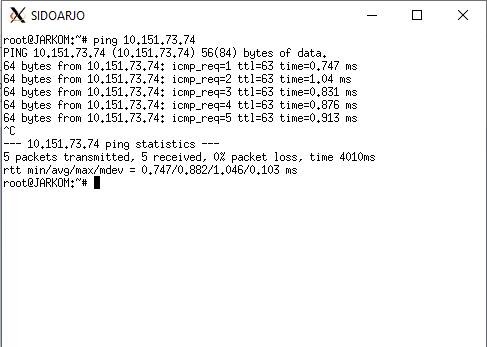 SIDOARJO
root@JARKOM:~# ping 10.151.73.74
PING 10.151.73.74 (10.151.73.74) 56(84) bytes of data.
64 bytes from 10.151.73.74: icmp_req=1 ttl=63 time=0.747 ms
64 bytes from 10.151.73.74: icmp_req=2 ttl=63 time=1.04 ms
64 bytes from 10.151.73.74: icmp_req=3 ttl=63 time=0.831 ms
64 bytes from 10.151.73.74: icmp_req=4 ttl=63 time=0.876 ms
64 bytes from 10.151.73.74: icmp_req=5 ttl=63 time=0.913 ms
^C
--- 10.151.73.74 ping statistics ---
5 packets transmitted, 5 received, 0% packet loss, time 4010ms
rtt min/avg/max/mdev = 0.747/0.882/1.046/0.103 ms
root@JARKOM:~#